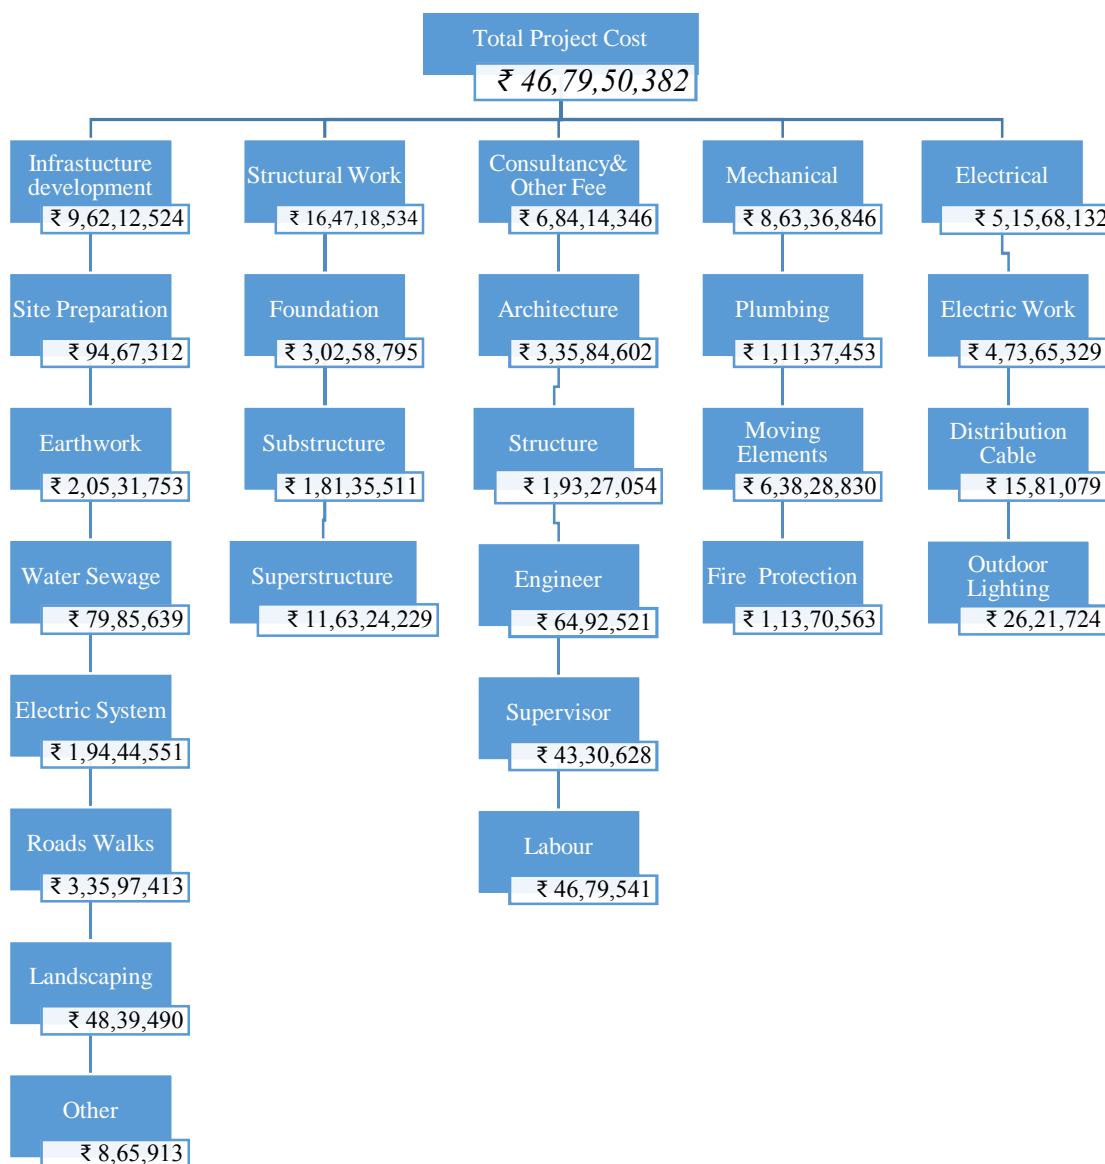 Total Project Cost
₹ 46,79,50,382
Infrastucture
development
₹ 9,62,12,524
Site Preparation
₹ 94,67,312
Earthwork
₹ 2,05,31,753
Water Sewage
₹ 79,85,639
Electric System
₹ 1,94,44,551
Roads Walks
₹ 3,35,97,413
Landscaping
₹ 48,39,490
Other
₹ 8,65,913
Structural Work
₹ 16,47,18,534
Foundation
₹ 3,02,58,795
Substructure
₹ 1,81,35,511
Superstructure
₹ 11,63,24,229
Consultancy&
Other Fee
₹ 6,84,14,346
Architecture
₹ 3,35,84,602
Structure
₹ 1,93,27,054
Engineer
₹ 64,92,521
Supervisor
₹ 43,30,628
Labour
₹ 46,79,541
Mechanical
₹ 8,63,36,846
Plumbing
₹ 1,11,37,453
Moving
Elements
₹ 6,38,28,830
Fire Protection
₹ 1,13,70,563
Electrical
₹ 5,15,68,132
Electric Work
₹ 4,73,65,329
Distribution
Cable
₹ 15,81,079
Outdoor
Lighting
₹ 26,21,724